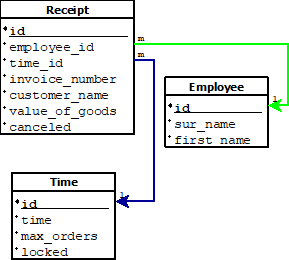 Receipt
*id
*employee_id
*time_id
*invoice_number
*customer_name
*value_of_goods
*canceled
m
m
Employee
*id
*sur_name
*first_name
1
Time
*id
*time
*max_orders
*locked
1